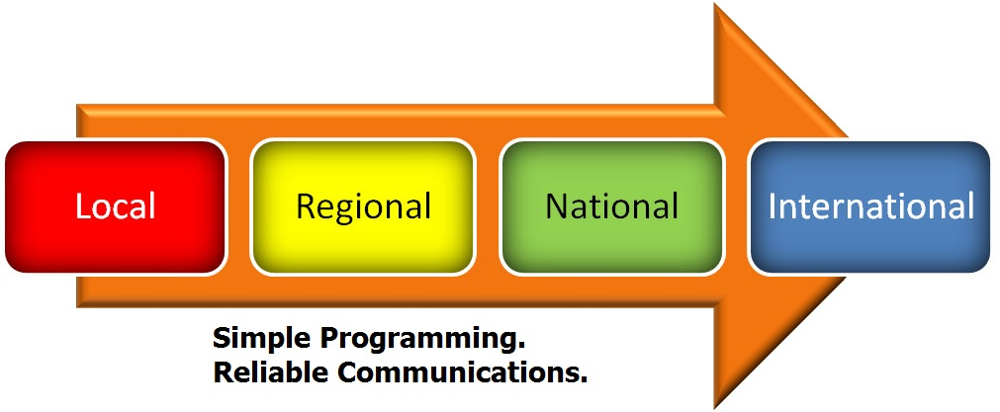 Local
Regional
National
International
Simple Programming.
Reliable Communications.